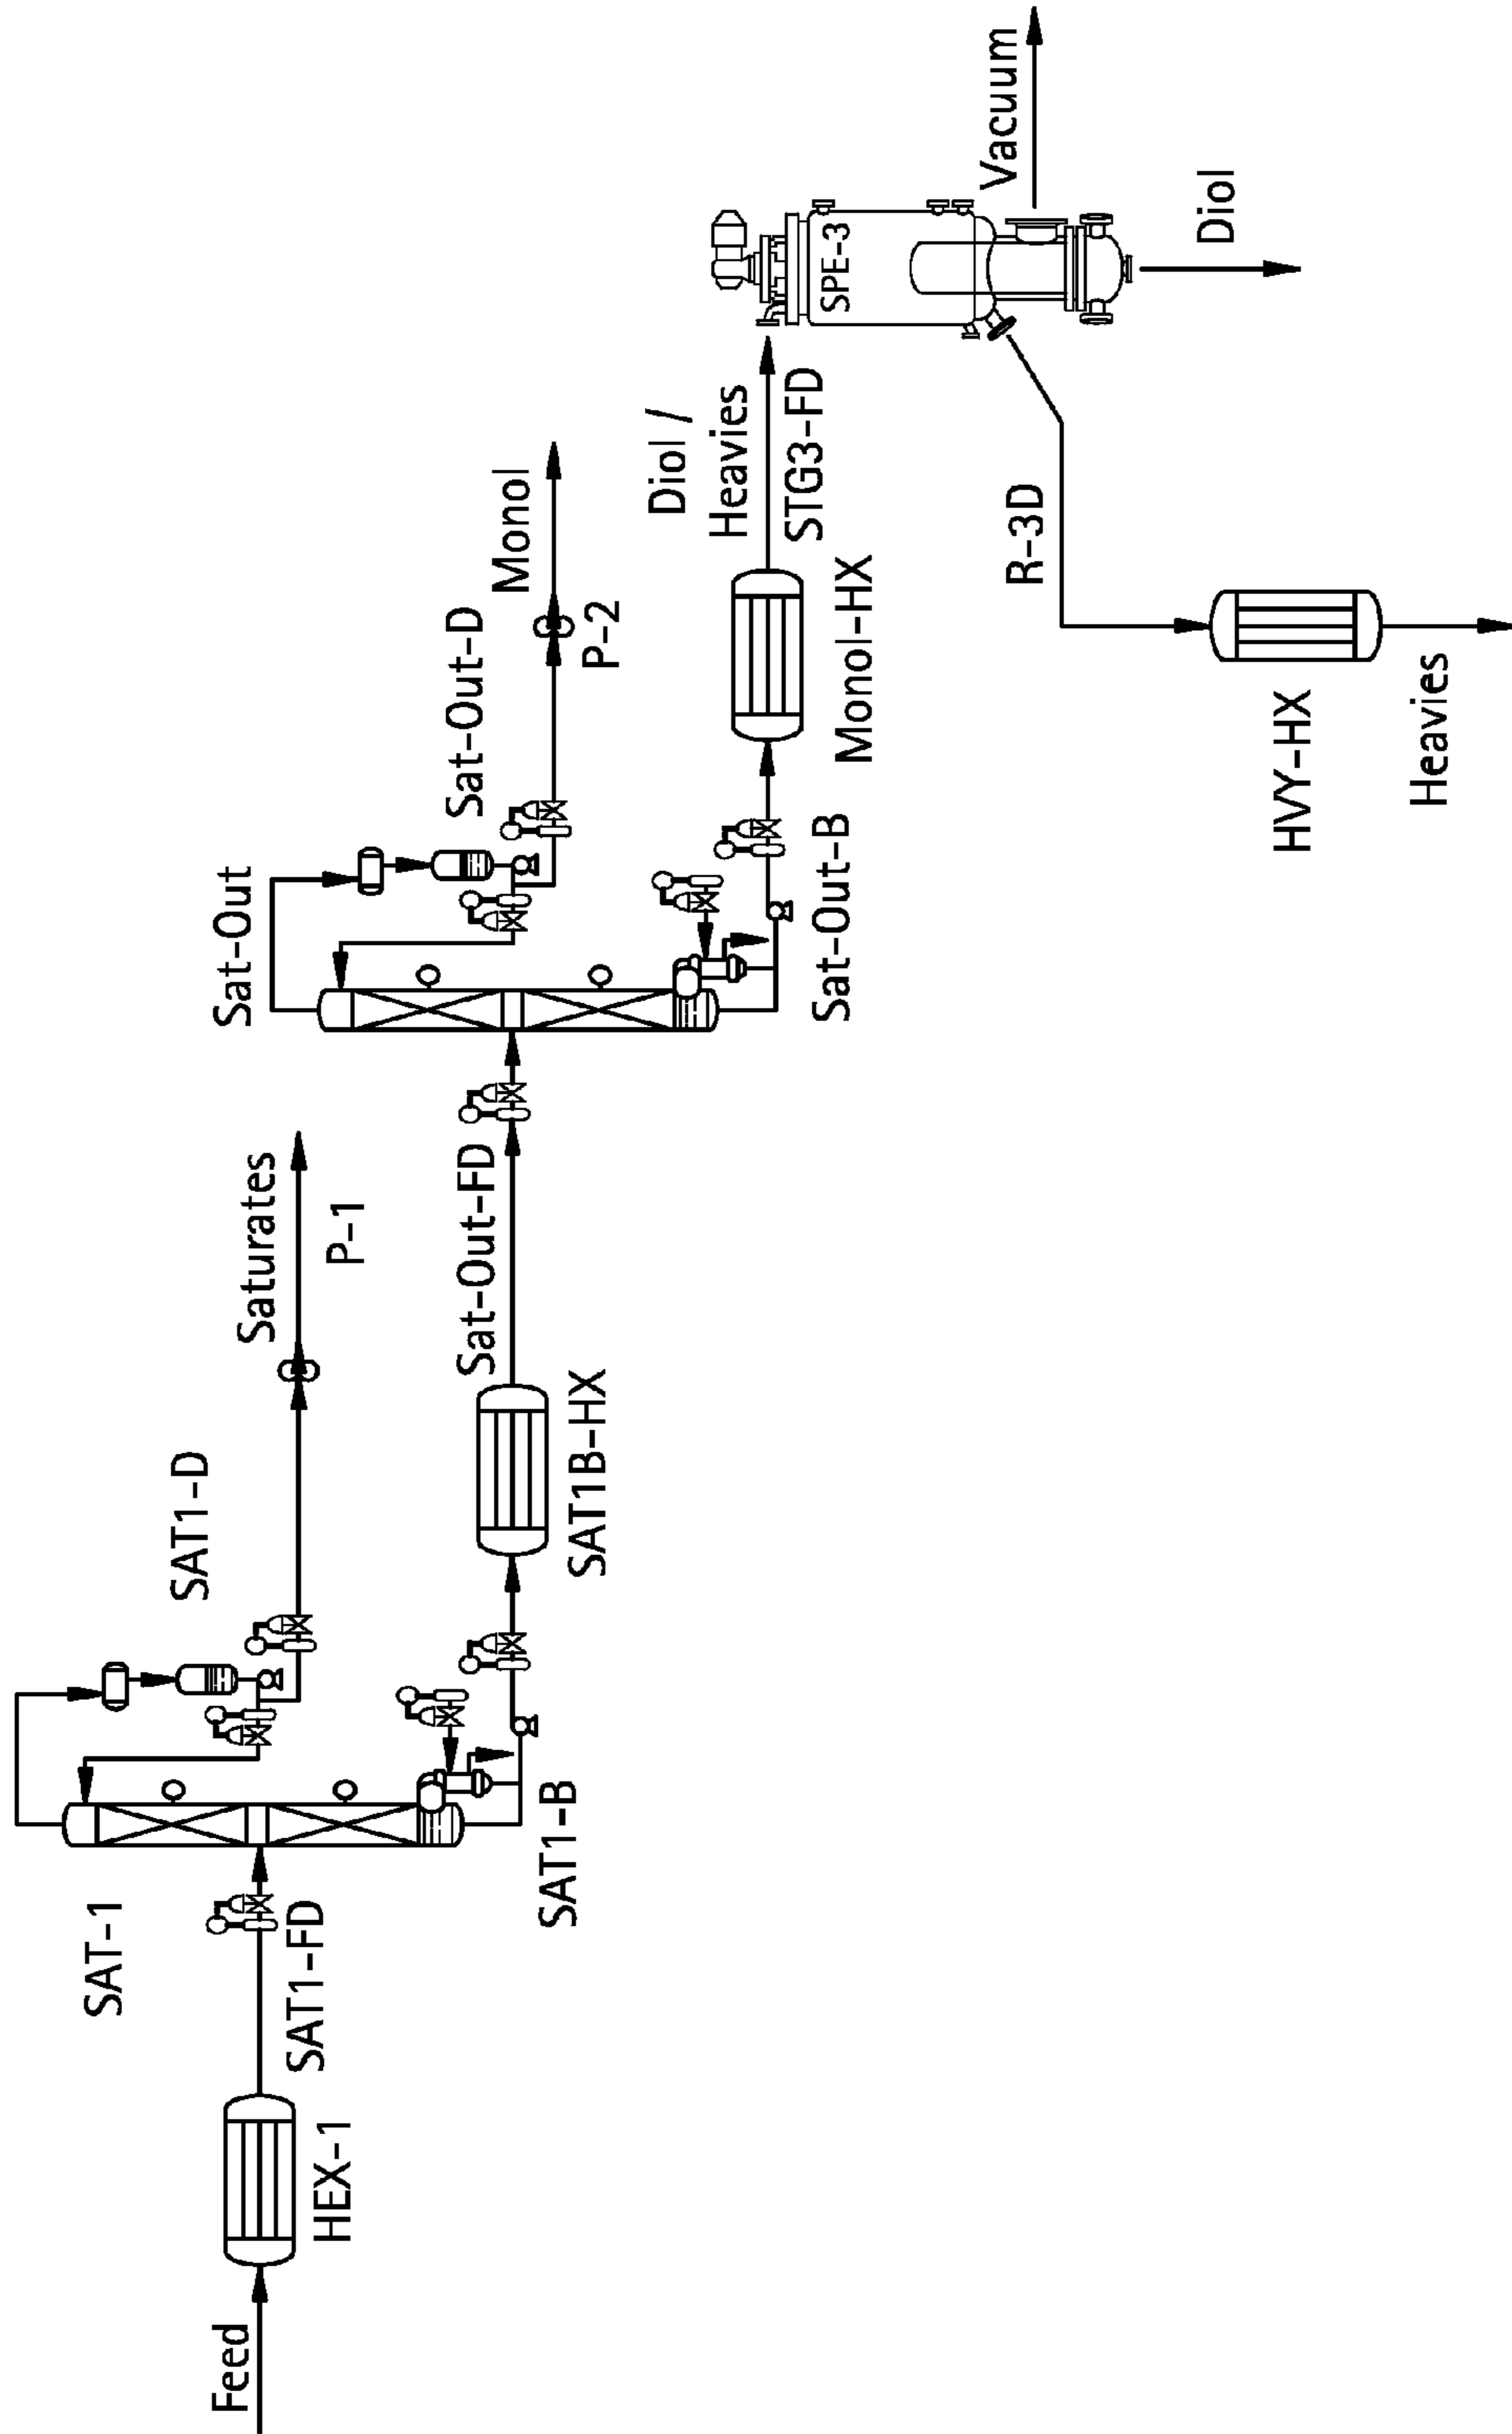 Feed
HEX-1
SAT-1
SAT1-FD
SAT1-D
SAT1-B
Saturates
P-1
SAT1B-HX
Sat-Out-FD
Sat-Out
Sat-Out-D
Sat-Out-B
Monol
P-2
Monol-HX
Diol /
Heavies
STG3-FD
SPE-3
Vacuum
Diol
R-3D
HVY-HX
Heavies